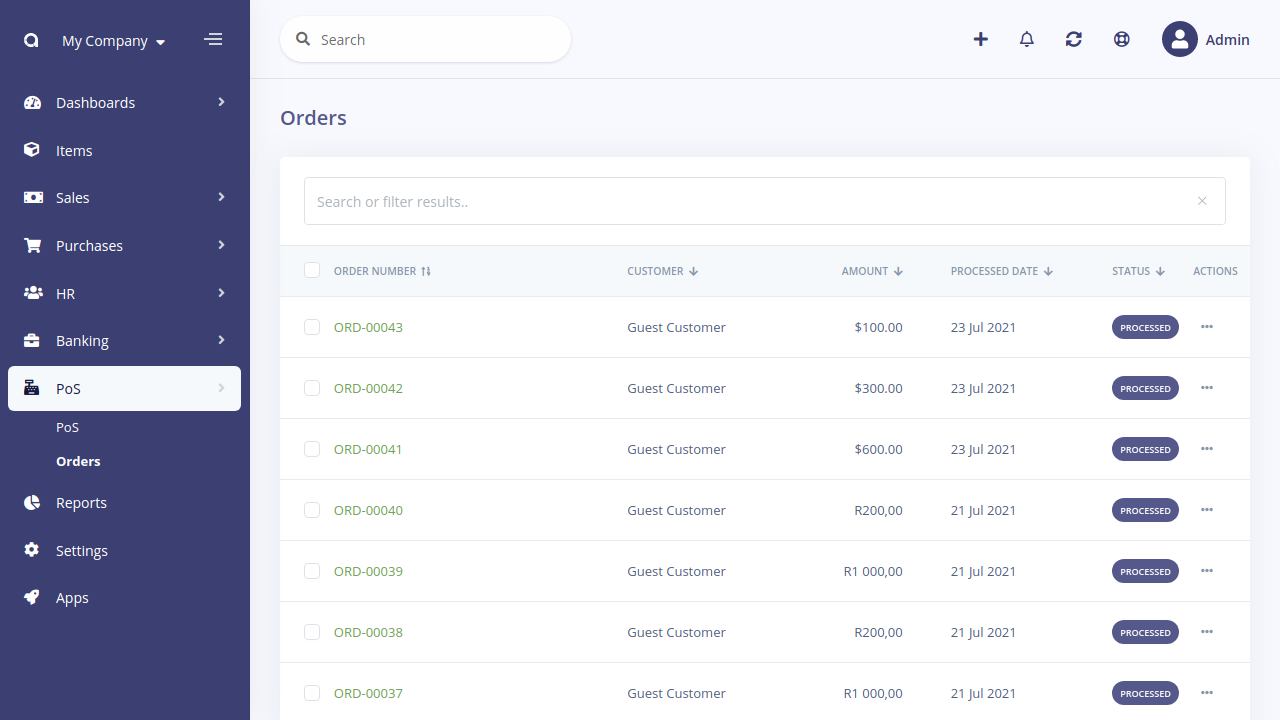 My Company
Search
Admin
Dashboards
Items
Sales
Purchases
HR
Banking
PoS
PoS
Orders
Reports
Settings
Apps
Orders
Search or filter results..
ORDER NUMBER CUSTOMER AMOUNT PROCESSED DATE STATUS ACTIONS
ORD-00043 Guest Customer $100.00 23 Jul 2021 PROCESSED
ORD-00042 Guest Customer $300.00 23 Jul 2021 PROCESSED
ORD-00041 Guest Customer $600.00 23 Jul 2021 PROCESSED
ORD-00040 Guest Customer R200,00 21 Jul 2021 PROCESSED
ORD-00039 Guest Customer R1 000,00 21 Jul 2021 PROCESSED
ORD-00038 Guest Customer R200,00 21 Jul 2021 PROCESSED
ORD-00037 Guest Customer R1 000,00 21 Jul 2021 PROCESSED